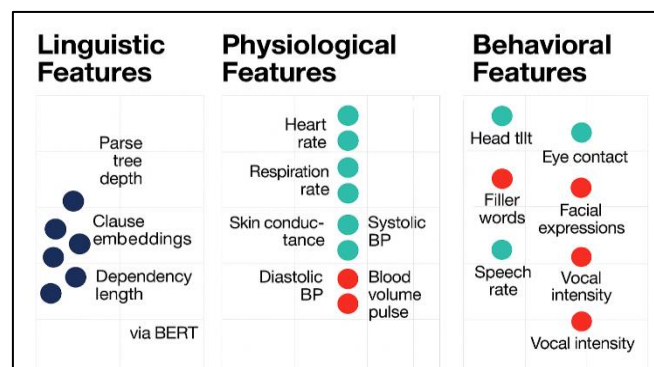 Linguistic
Features
Parse
tree
depth
Clause
embeddings
Dependency
length
via BERT
Physiological
Features
Heart
rate
Respiration
rate
Skin conduc-
tance
Systolic
BP
Diastolic
BP
Blood
volume
pulse
Behavioral
Features
Head tllt
Eye contact
Filler
words
Facial
expressions
Speech
rate
Vocal
intensity
Vocal intensity